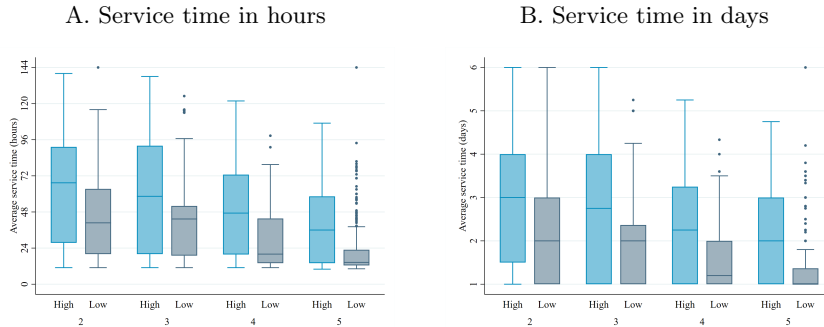 A. Service time in hours
B. Service time in days
Average service time (hours)
144
120
96
72
48
24
0
High Low High Low High Low High Low
2 3 4 5
Average service time (days)
6
5
4
3
2
1
High Low High Low High Low High Low
2 3 4 5